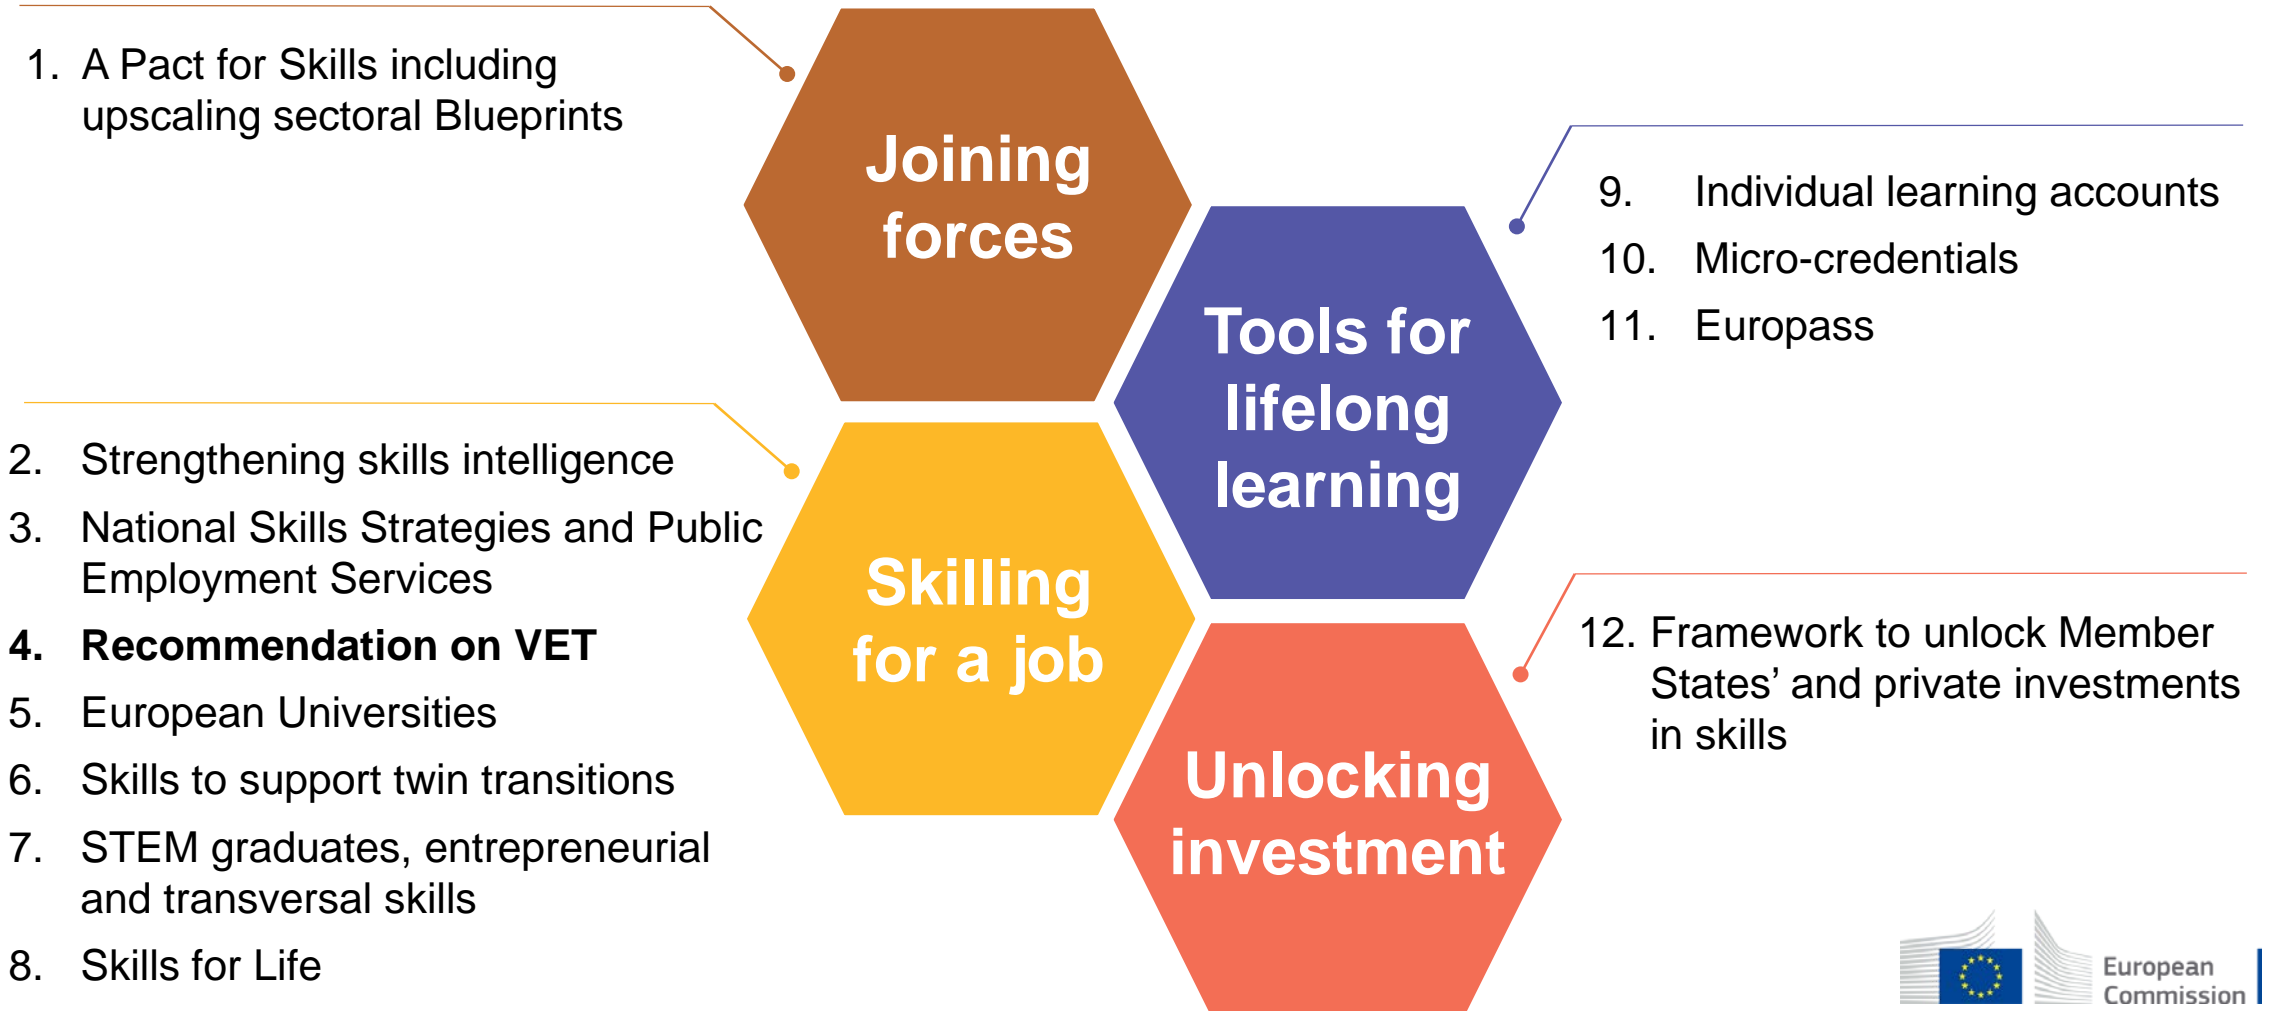 1. A Pact for Skills including
upscaling sectoral Blueprints
Joining
forces
2. Strengthening skills intelligence
3. National Skills Strategies and Public
Employment Services
4. Recommendation on VET
5. European Universities
6. Skills to support twin transitions
7. STEM graduates, entrepreneurial
and transversal skills
8. Skills for Life
Skilling
for a job
Tools for
lifelong
learning
9. Individual learning accounts
10. Micro-credentials
11. Europass
Unlocking
investment
12. Framework to unlock Member
States’ and private investments
in skills
European
Commission